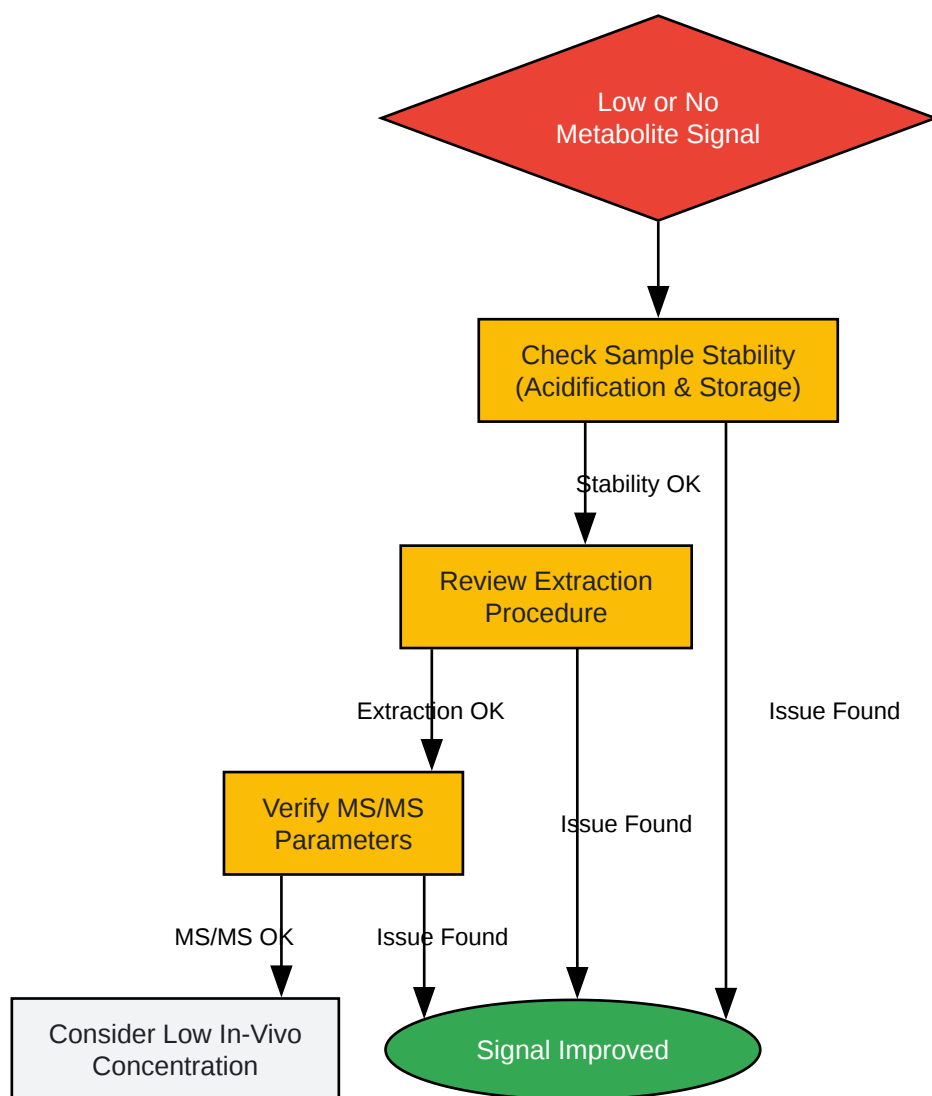 Low or No
Metabolite Signal
Check Sample Stability
(Acidification & Storage)
Stability OK
Review Extraction
Procedure
Extraction OK
Issue Found
Verify MS/MS
Parameters
Issue Found
MS/MS OK
Issue Found
Consider Low In-Vivo
Concentration
Signal Improved